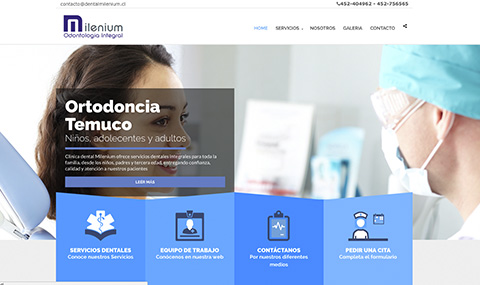 contacto@dentalmilenium.cl
452-404962 - 452-756565
Milenium
Odontología Integral
HOME SERVICIOS NOSOTROS GALERIA CONTACTO
Ortodoncia
Temuco
Niños, adolecentes y adultos
Clínica dental Milenium ofrece servicios dentales integrales para toda la
familia, desde los niños, padres y tercera edad, entregando confianza,
calidad y atención a nuestros pacientes
LEER MÁS
SERVICIOS DENTALES
Conoce nuestros Servicios
EQUIPO DE TRABAJO
Conócenos en nuestra web
CONTÁCTANOS
Por nuestros diferentes
medios
PEDIR UNA CITA
Completa el formulario